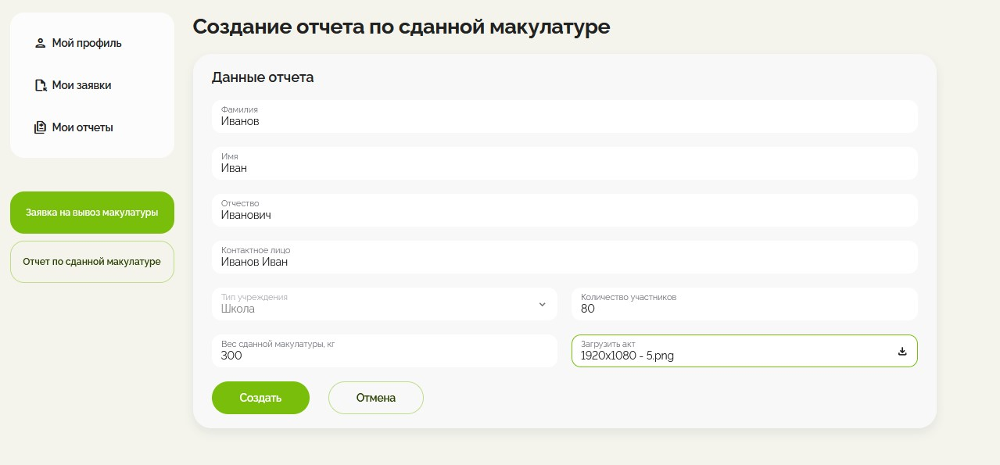 Мой профиль
Мои заявки
Мои отчеты
Заявка на вывоз макулатуры
Отчет по сданной макулатуре
Создание отчета по сданной макулатуре
Данные отчета
Фамилия
Иванов
Имя
Иван
Отчество
Иванович
Контактное лицо
Иванов Иван
Тип учреждения
Школа
Количество участников
80
Вес сданной макулатуры, кг
300
Загрузить акт
1920x1080 - 5.png
Создать
Отмена